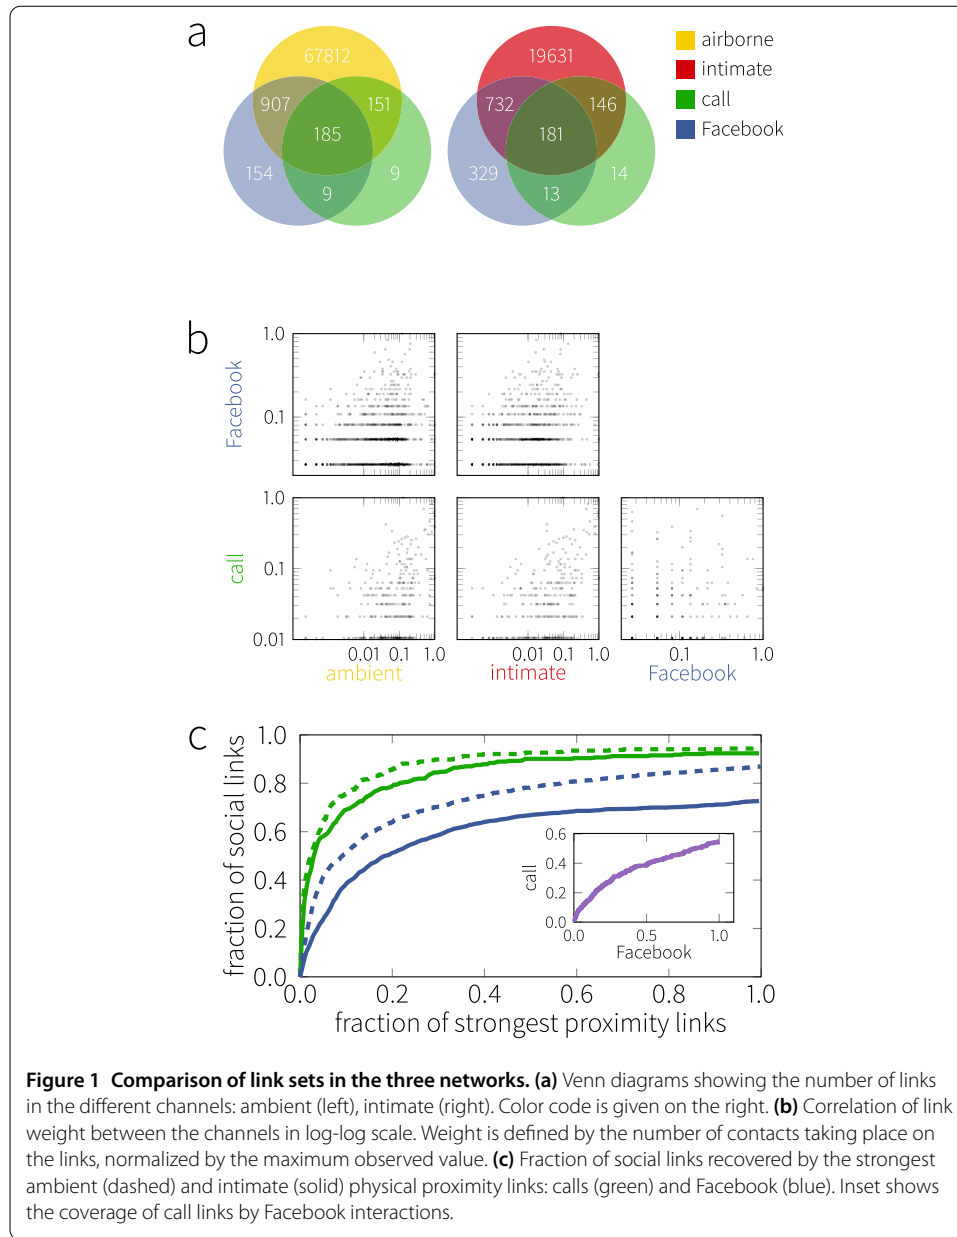 a
67812
907
151
185
154
9
9
19631
732
146
181
329
13
14
airborne
intimate
call
Facebook
b
1.0
0.1
Facebook
1.0
0.1
0.01
call
0.01 0.1 1.0
ambient
0.01 0.1 1.0
intimate
0.1 1.0
Facebook
c
1.0
0.8
0.6
0.4
0.2
0.0
fraction of social links
0.0 0.2 0.4 0.6 0.8 1.0
fraction of strongest proximity links
0.6
0.4
0.2
0.0
call
0.0 0.5 1.0
Facebook
Figure 1 Comparison of link sets in the three networks. (a) Venn diagrams showing the number of links
in the different channels: ambient (left), intimate (right). Color code is given on the right. (b) Correlation of link
weight between the channels in log-log scale. Weight is defined by the number of contacts taking place on
the links, normalized by the maximum observed value. (c) Fraction of social links recovered by the strongest
ambient (dashed) and intimate (solid) physical proximity links: calls (green) and Facebook (blue). Inset shows
the coverage of call links by Facebook interactions.